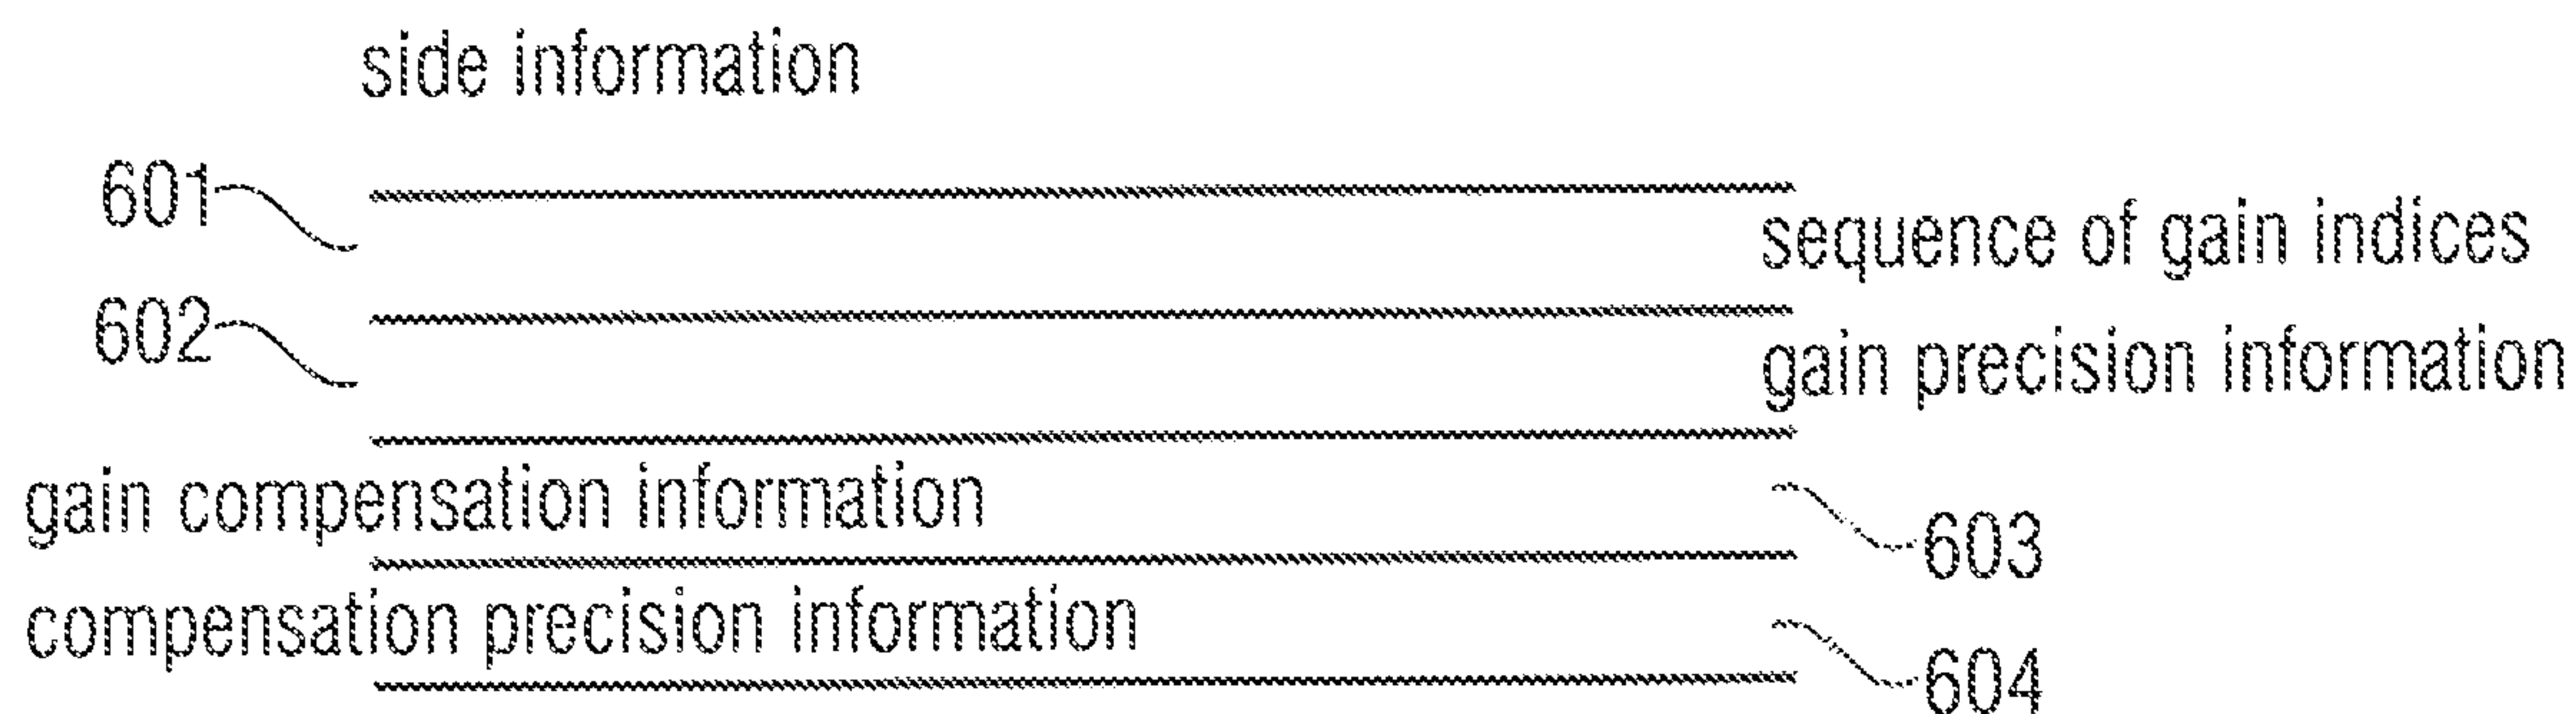 side information
601
sequence of gain indices
602
gain precision information
gain compensation information
603
compensation precision information
604